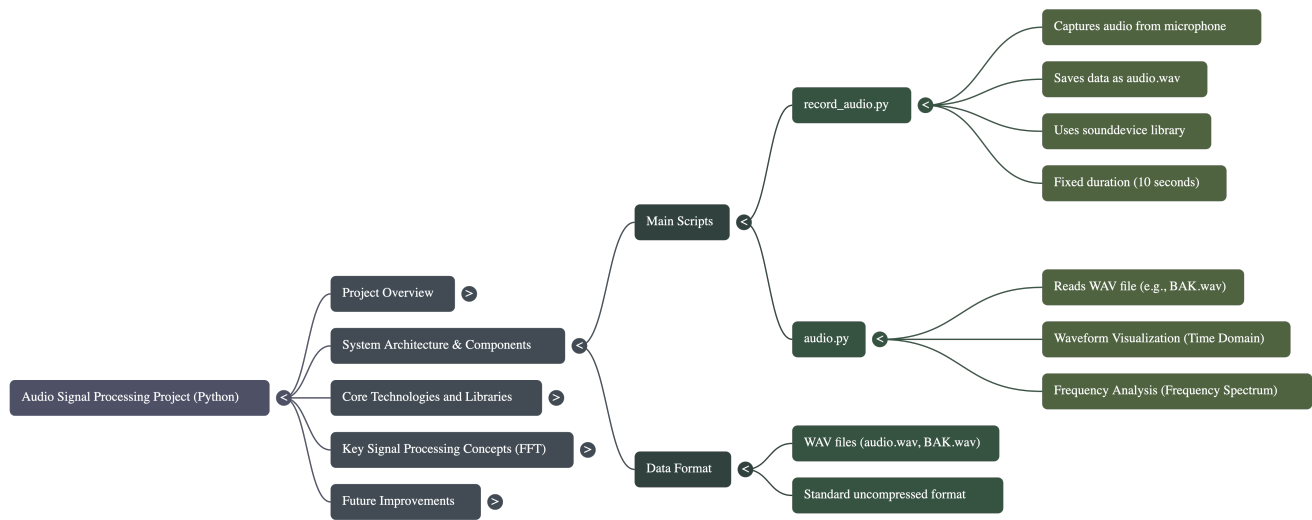 Audio Signal Processing Project (Python)
<
Project Overview
>
System Architecture & Components
<
Core Technologies and Libraries
>
Key Signal Processing Concepts (FFT)
>
Future Improvements
>
Main Scripts
<
record_audio.py
<
Captures audio from microphone
Saves data as audio.wav
Uses sounddevice library
Fixed duration (10 seconds)
audio.py
<
Reads WAV file (e.g., BAK.wav)
Waveform Visualization (Time Domain)
Frequency Analysis (Frequency Spectrum)
Data Format
<
WAV files (audio.wav, BAK.wav)
Standard uncompressed format